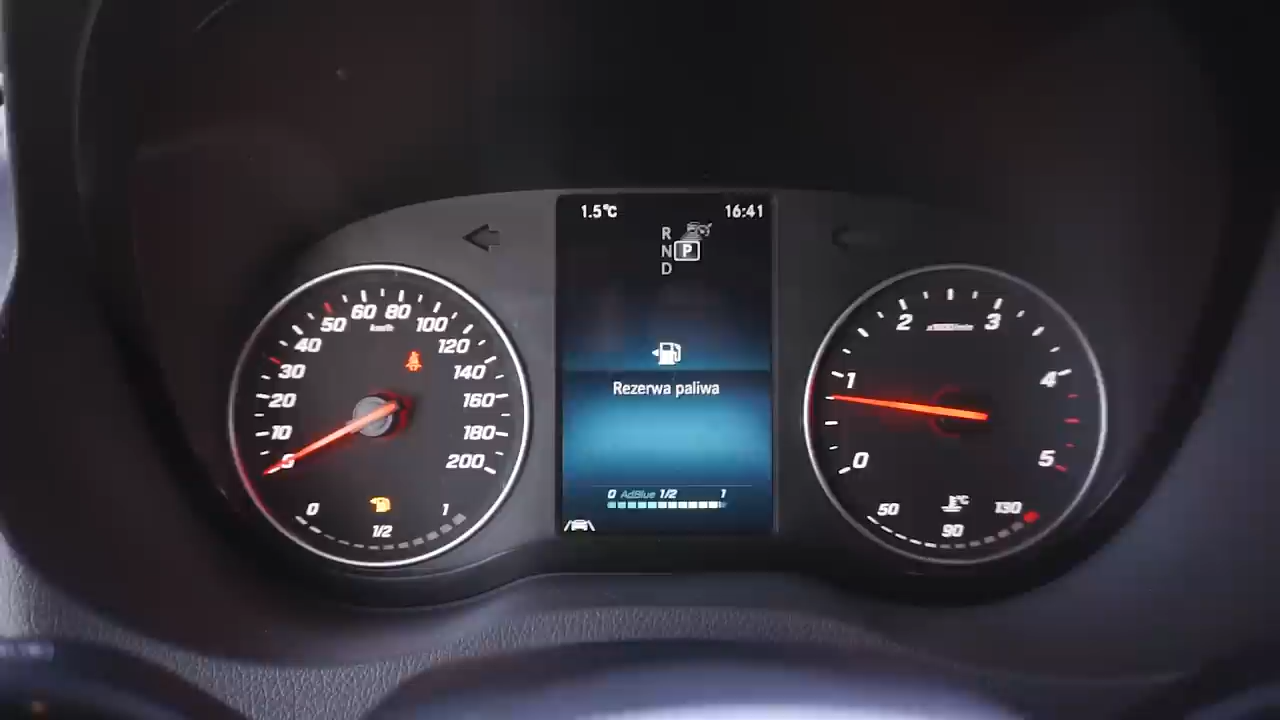 1.5°C 16:41
R
N P
D
Rezerwa paliwa
0 AdBlue 1/2 1
0 10 20 30 40 50 60 80 100 120 140 160 180 200
km/h
0 1/2 1
0 1 2 3 4 5
50 90 130
°C